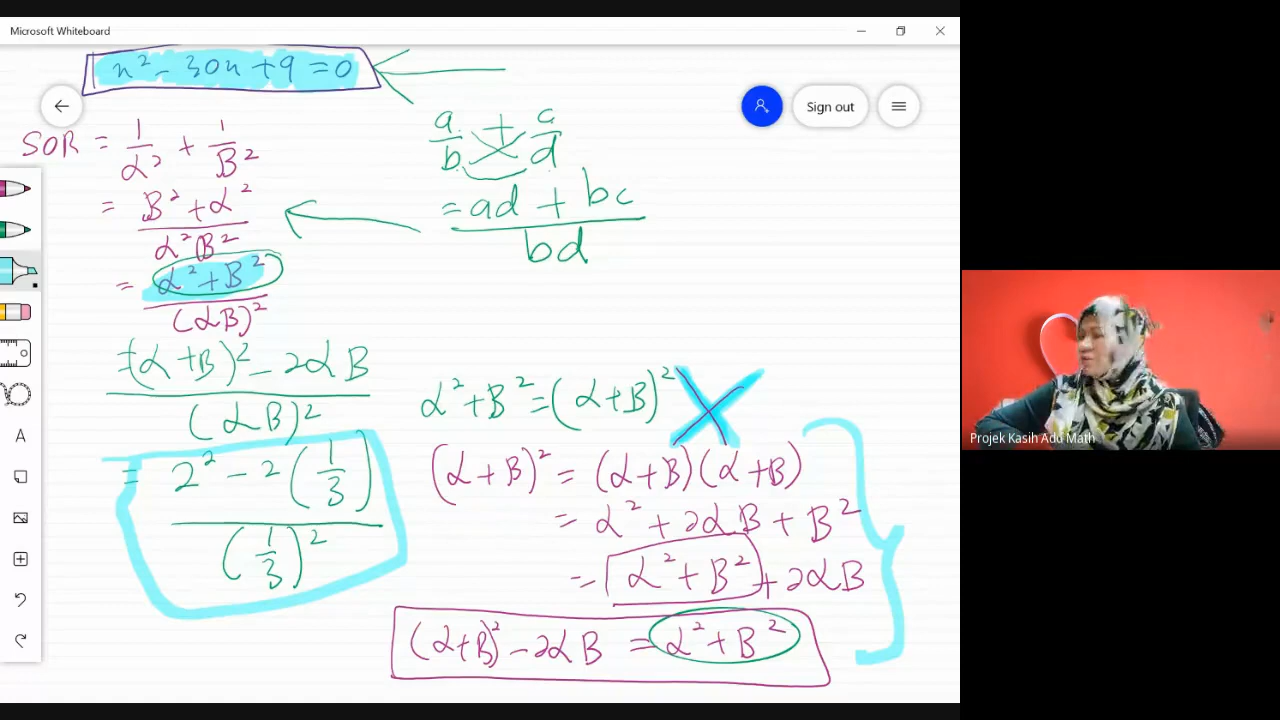 Microsoft Whiteboard
x² - 30x + 9 = 0
Sign out
SOR = 1/α² + 1/β²
= (β² + α²)/(α²β²)
= (α² + β²)/(αβ)²
= ((α + β)² - 2αβ)/(αβ)²
= (2² - 2(1/3))/(1/3)²
a/b + c/d
= (ad + bc)/bd
α² + β² = (α + β)² X
(α + β)² = (α + β)(α + β)
= α² + 2αβ + β²
= α² + β² + 2αβ
(α + β)² - 2αβ = α² + β²
A
Projek Kasih Add Math